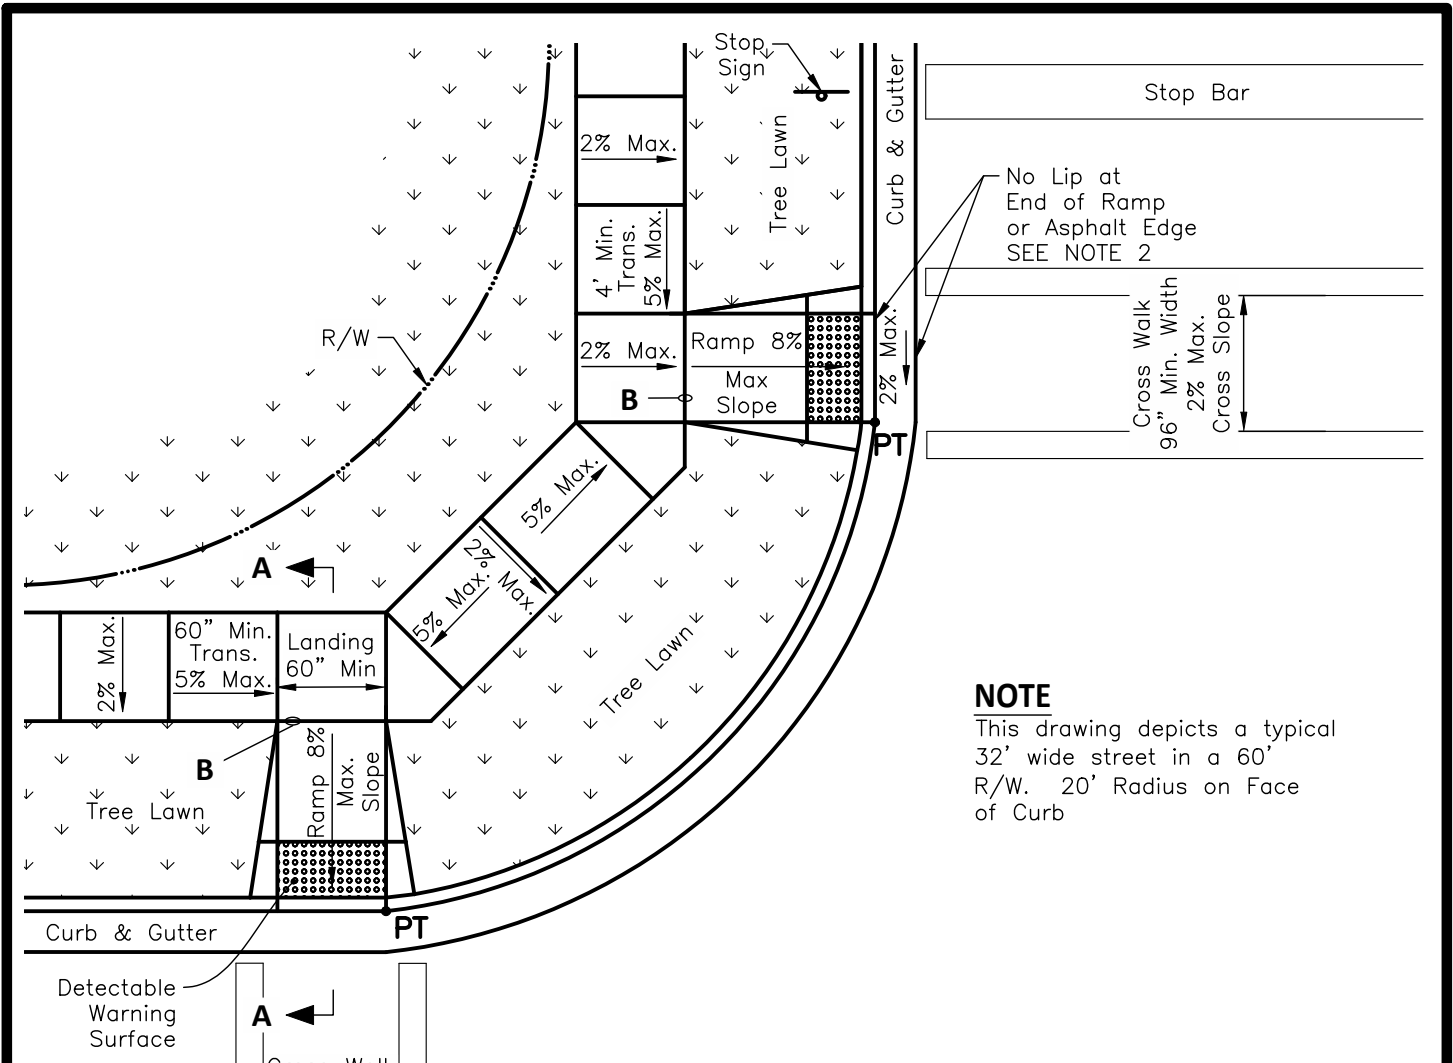 Stop
Sign
Tree Lawn
Curb & Gutter
Stop Bar
2% Max.
No Lip at
End of Ramp
or Asphalt Edge
SEE NOTE 2
4' Min.
Trans.
5% Max.
R/W
2% Max.
Ramp 8%
Max
Slope
2% Max.
Cross Walk
96" Min. Width
2% Max.
Cross Slope
B
PT
5% Max.
2% Max.
5% Max.
A
2% Max.
60" Min.
Trans.
5% Max.
Landing
60" Min
Tree Lawn
NOTE
This drawing depicts a typical
32' wide street in a 60'
R/W. 20' Radius on Face
of Curb
B
Ramp 8%
Max.
Slope
Tree Lawn
PT
Curb & Gutter
Detectable
Warning
Surface
A